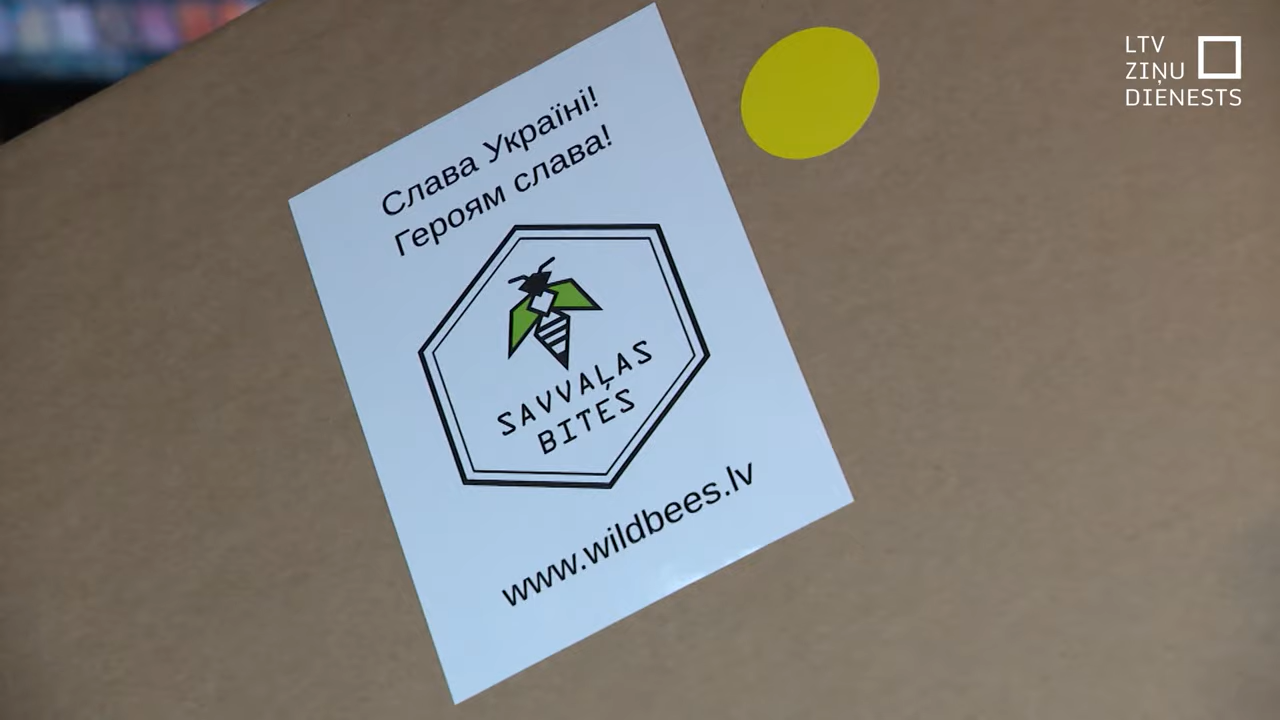 Слава Україні!
Героям слава!
SAVVAĻAS
BITES
www.wildbees.lv
LTV
ZIŅU
DIENESTS